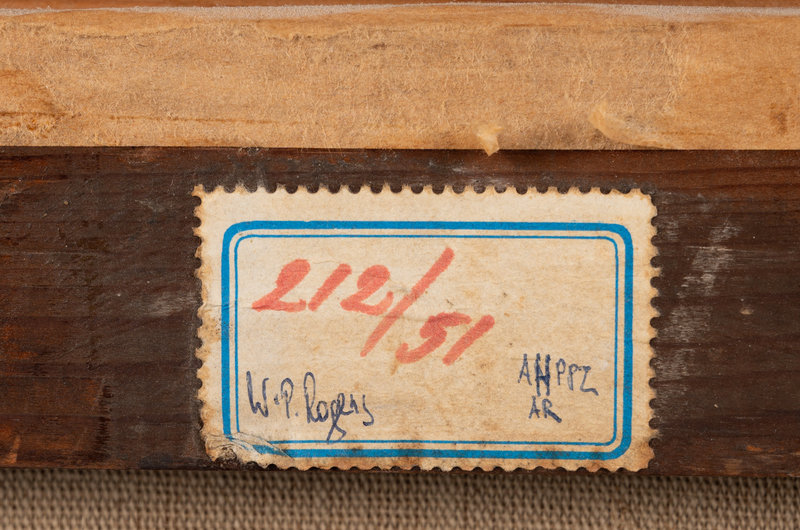 212/51
W.P. Rogers
AHPPZ
AR